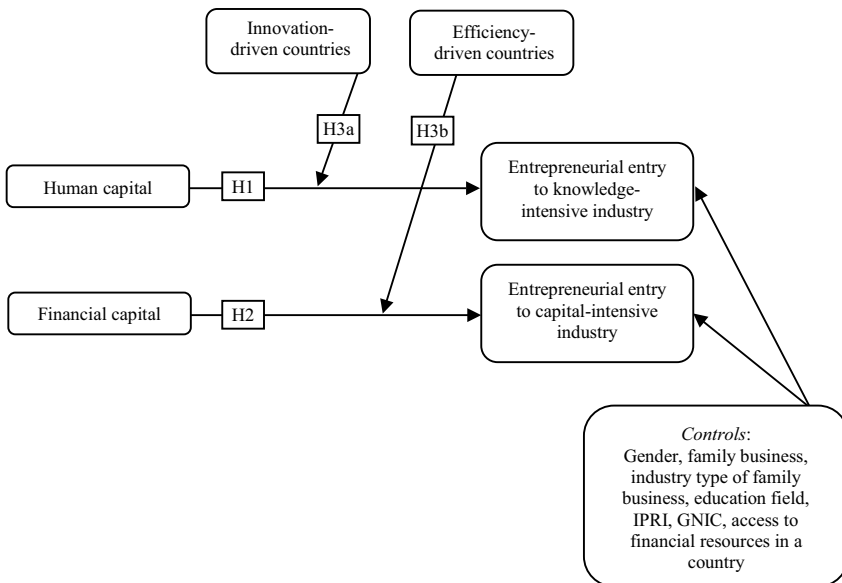 Innovation-
driven countries
Efficiency-
driven countries
H3a
H3b
Human capital
H1
Entrepreneurial entry
to knowledge-
intensive industry
Financial capital
H2
Entrepreneurial entry
to capital-intensive
industry
Controls:
Gender, family business,
industry type of family
business, education field,
IPRI, GNIC, access to
financial resources in a
country